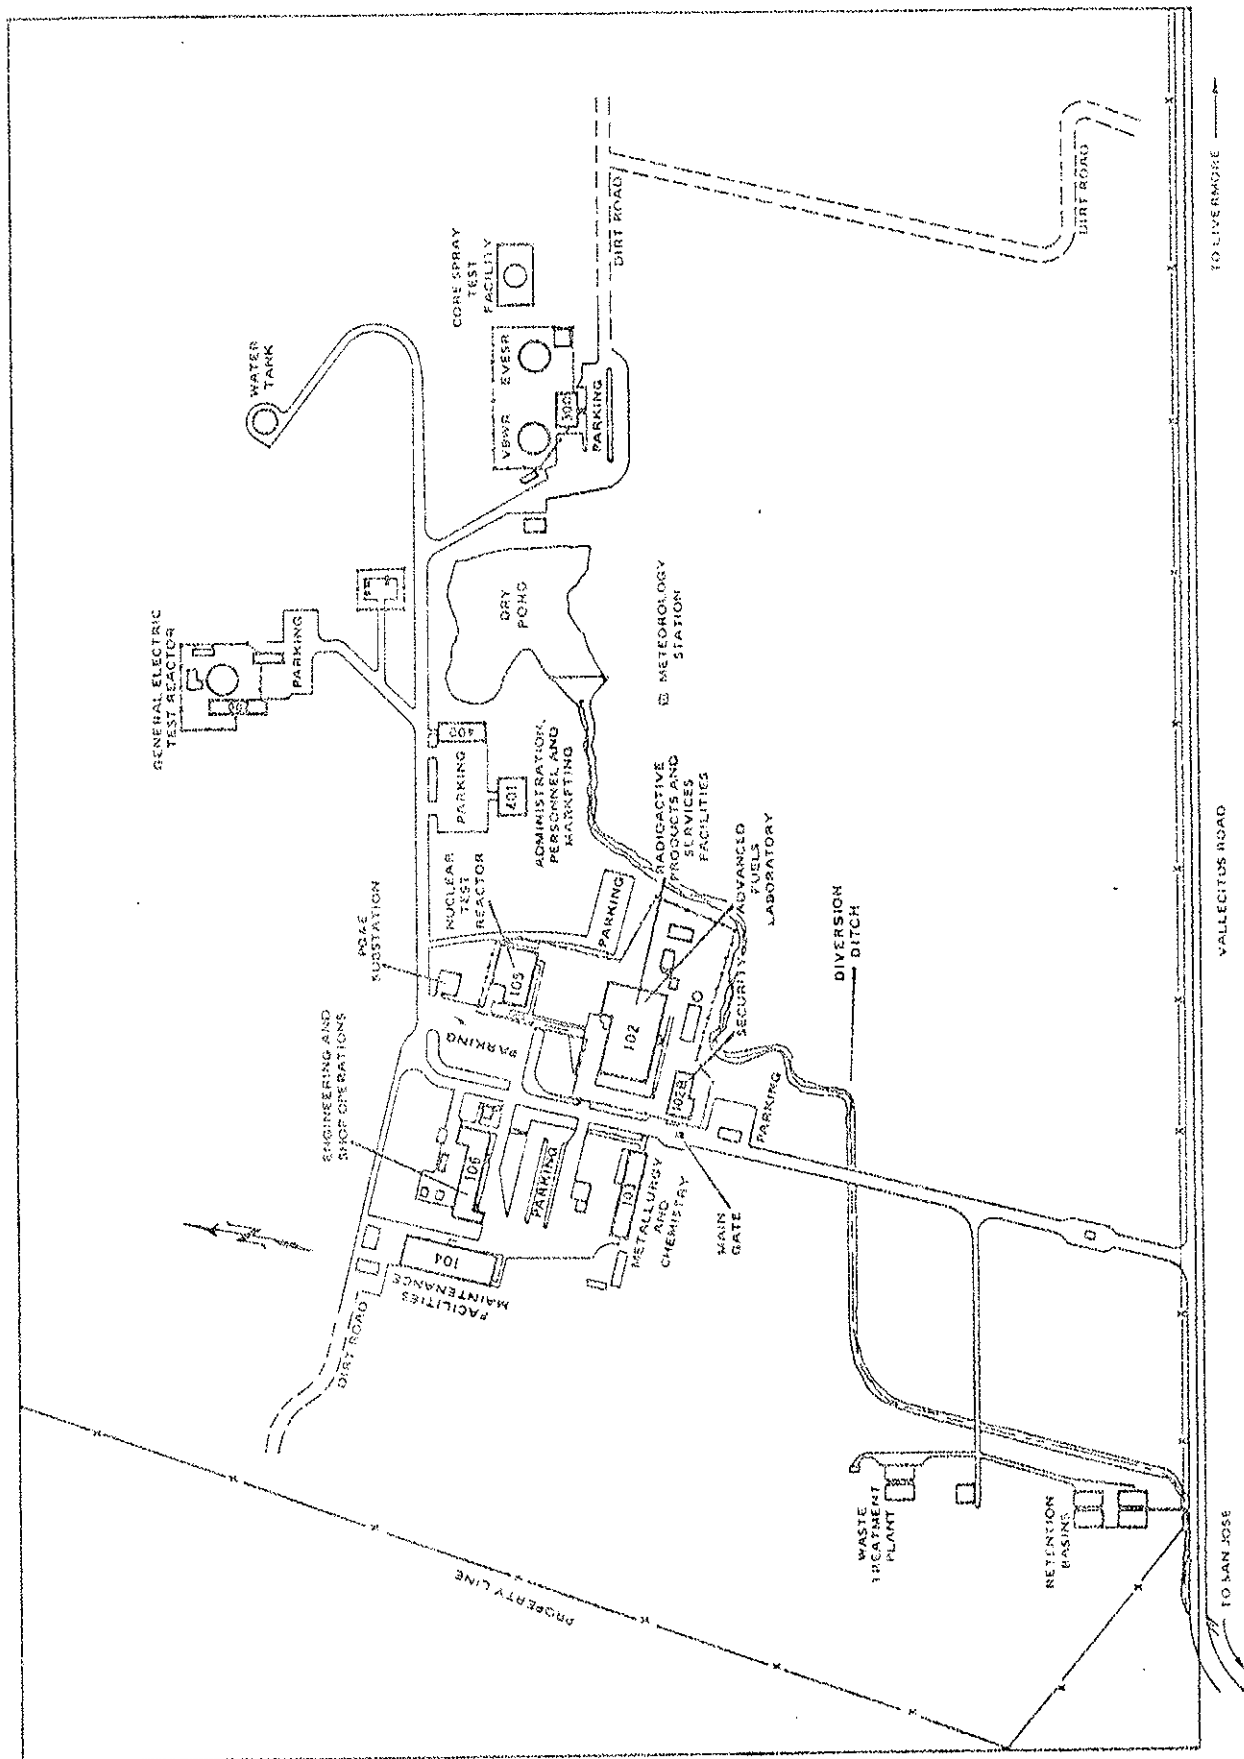 GENERAL ELECTRIC
TEST REACTOR
PARKING
WATER
TANK
CORE SPRAY
TEST
FACILITY
VBWR
EVESR
300
PARKING
DIRT ROAD
DIRT ROAD
DRY
POND
METEOROLOGY
STATION
400
PARKING
401
ADMINISTRATION,
PERSONNEL AND
MARKETING
NUCLEAR
TEST
REACTOR
PG&E
SUBSTATION
105
PARKING
PARKING
ENGINEERING AND
SHOP OPERATIONS
106
PARKING
104
FACILITIES
MAINTENANCE
DIRT ROAD
N
103
METALLURGY
AND
CHEMISTRY
102
102B
RADIOACTIVE
PRODUCTS AND
SERVICES
FACILITIES
ADVANCED
FUELS
LABORATORY
SECURITY
PARKING
MAIN
GATE
DIVERSION
DITCH
WASTE
TREATMENT
PLANT
RETENTION
BASINS
PROPERTY LINE
TO SAN JOSE
VALLECITOS ROAD
TO LIVERMORE